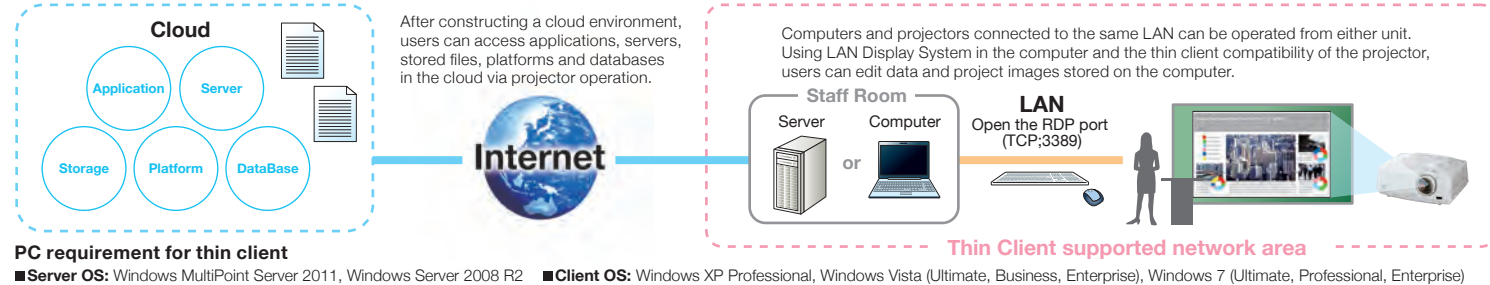 Cloud
Application
Server
Storage
Platform
DataBase
After constructing a cloud environment,
users can access applications, servers,
stored files, platforms and databases
in the cloud via projector operation.
Internet
Computers and projectors connected to the same LAN can be operated from either unit.
Using LAN Display System in the computer and the thin client compatibility of the projector,
users can edit data and project images stored on the computer.
Staff Room
Server
or
Computer
LAN
Open the RDP port
(TCP;3389)
Thin Client supported network area
PC requirement for thin client
■Server OS: Windows MultiPoint Server 2011, Windows Server 2008 R2 ■Client OS: Windows XP Professional, Windows Vista (Ultimate, Business, Enterprise), Windows 7 (Ultimate, Professional, Enterprise)